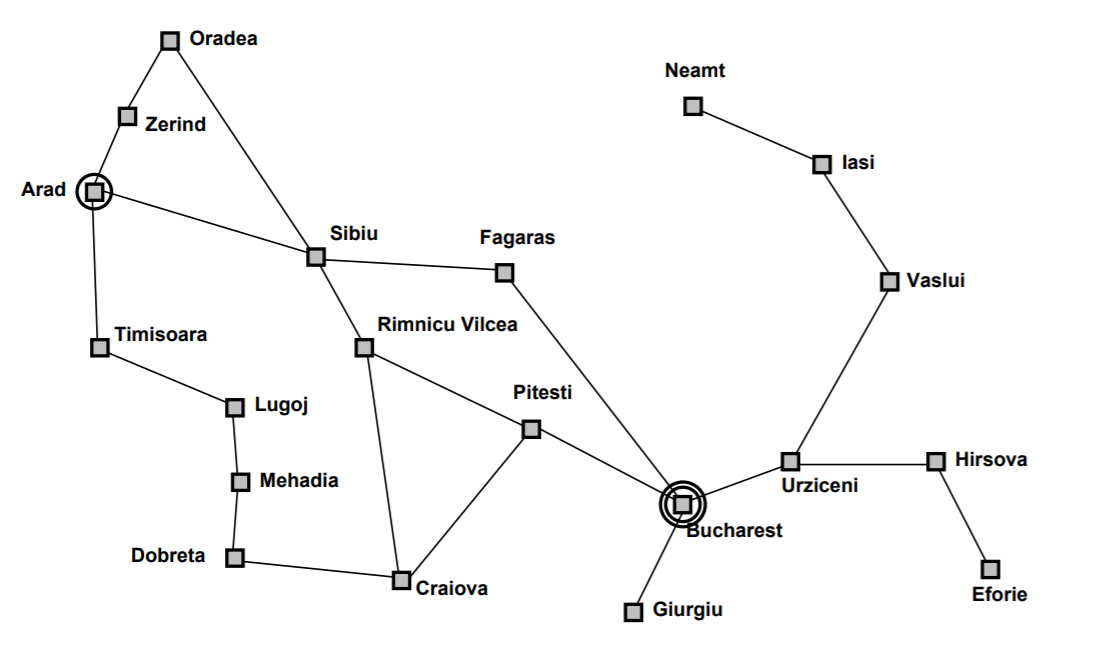 Oradea
Neamt
Zerind
Iasi
Arad
Sibiu
Fagaras
Vaslui
Timisoara
Rimnicu Vilcea
Lugoj
Pitesti
Mehadia
Hirsova
Urziceni
Bucharest
Dobreta
Craiova
Eforie
Giurgiu